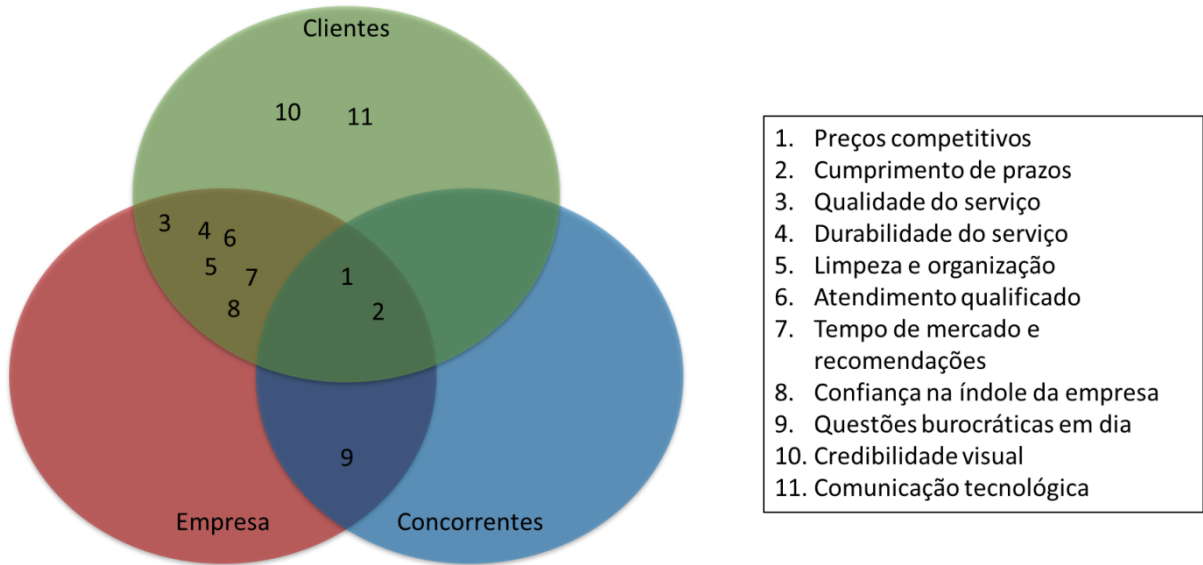 Clientes
10
11
3
4
6
5
7
8
1
2
9
Empresa
Concorrentes
1. Preços competitivos
2. Cumprimento de prazos
3. Qualidade do serviço
4. Durabilidade do serviço
5. Limpeza e organização
6. Atendimento qualificado
7. Tempo de mercado e
recomendações
8. Confiança na índole da empresa
9. Questões burocráticas em dia
10. Credibilidade visual
11. Comunicação tecnológica